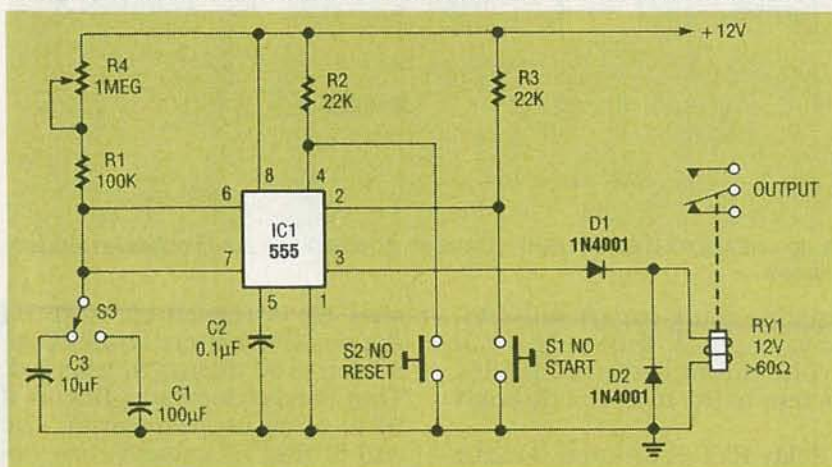 +12V
R4
1MEG
R2
22K
R3
22K
R1
100K
8
4
6
2
IC1
555
7
3
5
1
D1
1N4001
OUTPUT
S3
C3
10µF
C1
100µF
C2
0.1µF
S2 NO
RESET
S1 NO
START
D2
1N4001
RY1
12V
>60Ω